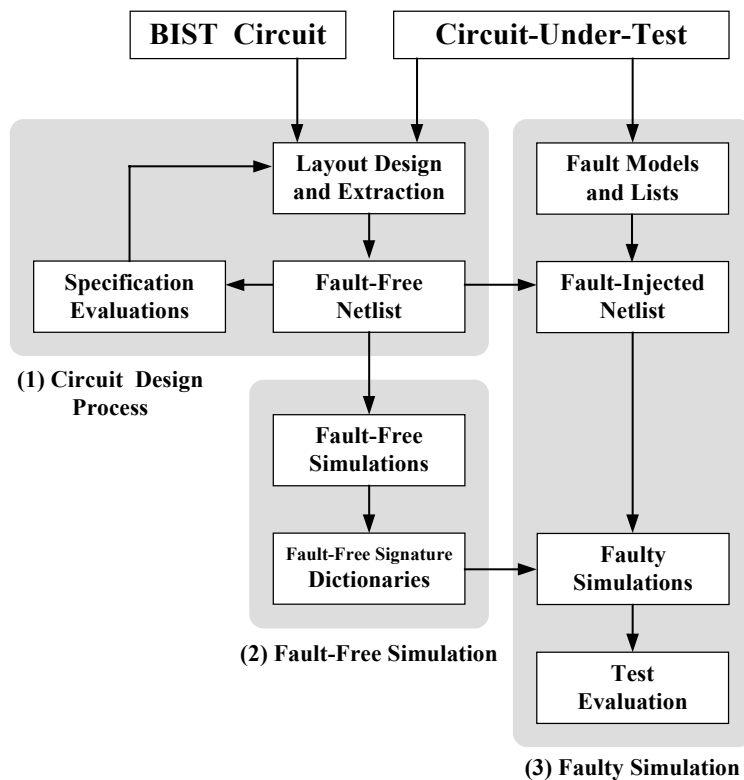 BIST Circuit
Circuit-Under-Test
Layout Design
and Extraction
Fault Models
and Lists
Specification
Evaluations
Fault-Free
Netlist
Fault-Injected
Netlist
(1) Circuit Design
Process
Fault-Free
Simulations
Fault-Free Signature
Dictionaries
Faulty
Simulations
(2) Fault-Free Simulation
Test
Evaluation
(3) Faulty Simulation